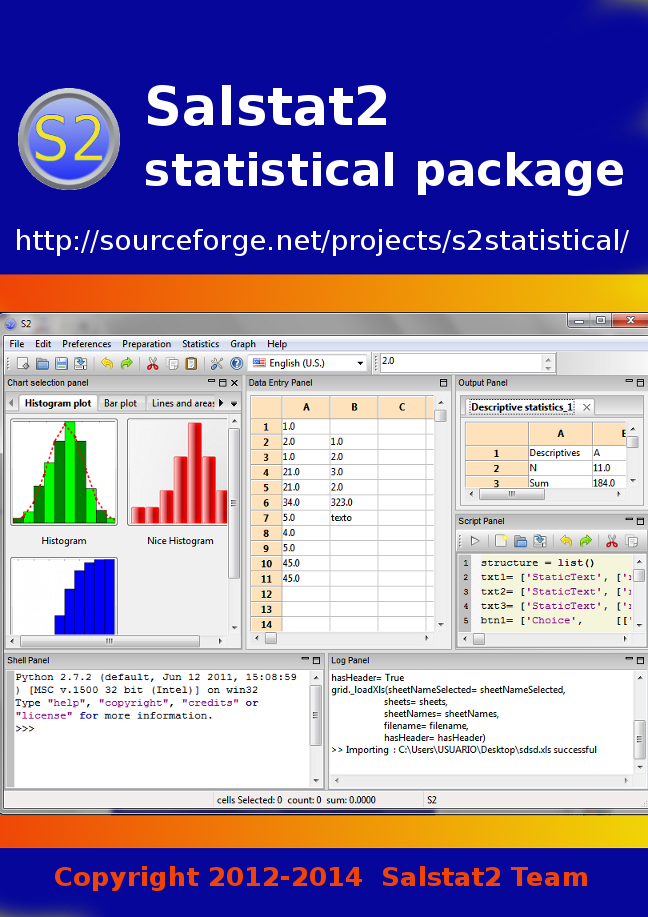 S2
Salstat2
statistical package
http://sourceforge.net/projects/s2statistical/
S2
File Edit Preferences Preparation Statistics Graph Help
English (U.S.) 2.0
Chart selection panel
Histogram plot Bar plot Lines and areas
Histogram Nice Histogram
Data Entry Panel
A B C
1 1.0
2 2.0 1.0
3 1.0 2.0
4 21.0 3.0
5 21.0 2.0
6 34.0 323.0
7 5.0 texto
8 4.0
9 5.0
10 45.0
11 45.0
12
13
14
Output Panel
Descriptive statistics_1
A
1 Descriptives A
2 N 11.0
3 Sum 184.0
Script Panel
1 structure = list()
2 txt1= ['StaticText', ['
3 txt2= ['StaticText', ['
4 txt3= ['StaticText', ['
5 btn1= ['Choice', [['
Shell Panel
Python 2.7.2 (default, Jun 12 2011, 15:08:59
) [MSC v.1500 32 bit (Intel)] on win32
Type "help", "copyright", "credits" or
"license" for more information.
>>>
Log Panel
hasHeader= True
grid._loadXls(sheetNameSelected= sheetNameSelected,
sheets= sheets,
sheetNames= sheetNames,
filename= filename,
hasHeader= hasHeader)
>> Importing : C:\Users\USUARIO\Desktop\sdsd.xls successful
cells Selected: 0 count: 0 sum: 0.0000 S2
Copyright 2012-2014 Salstat2 Team